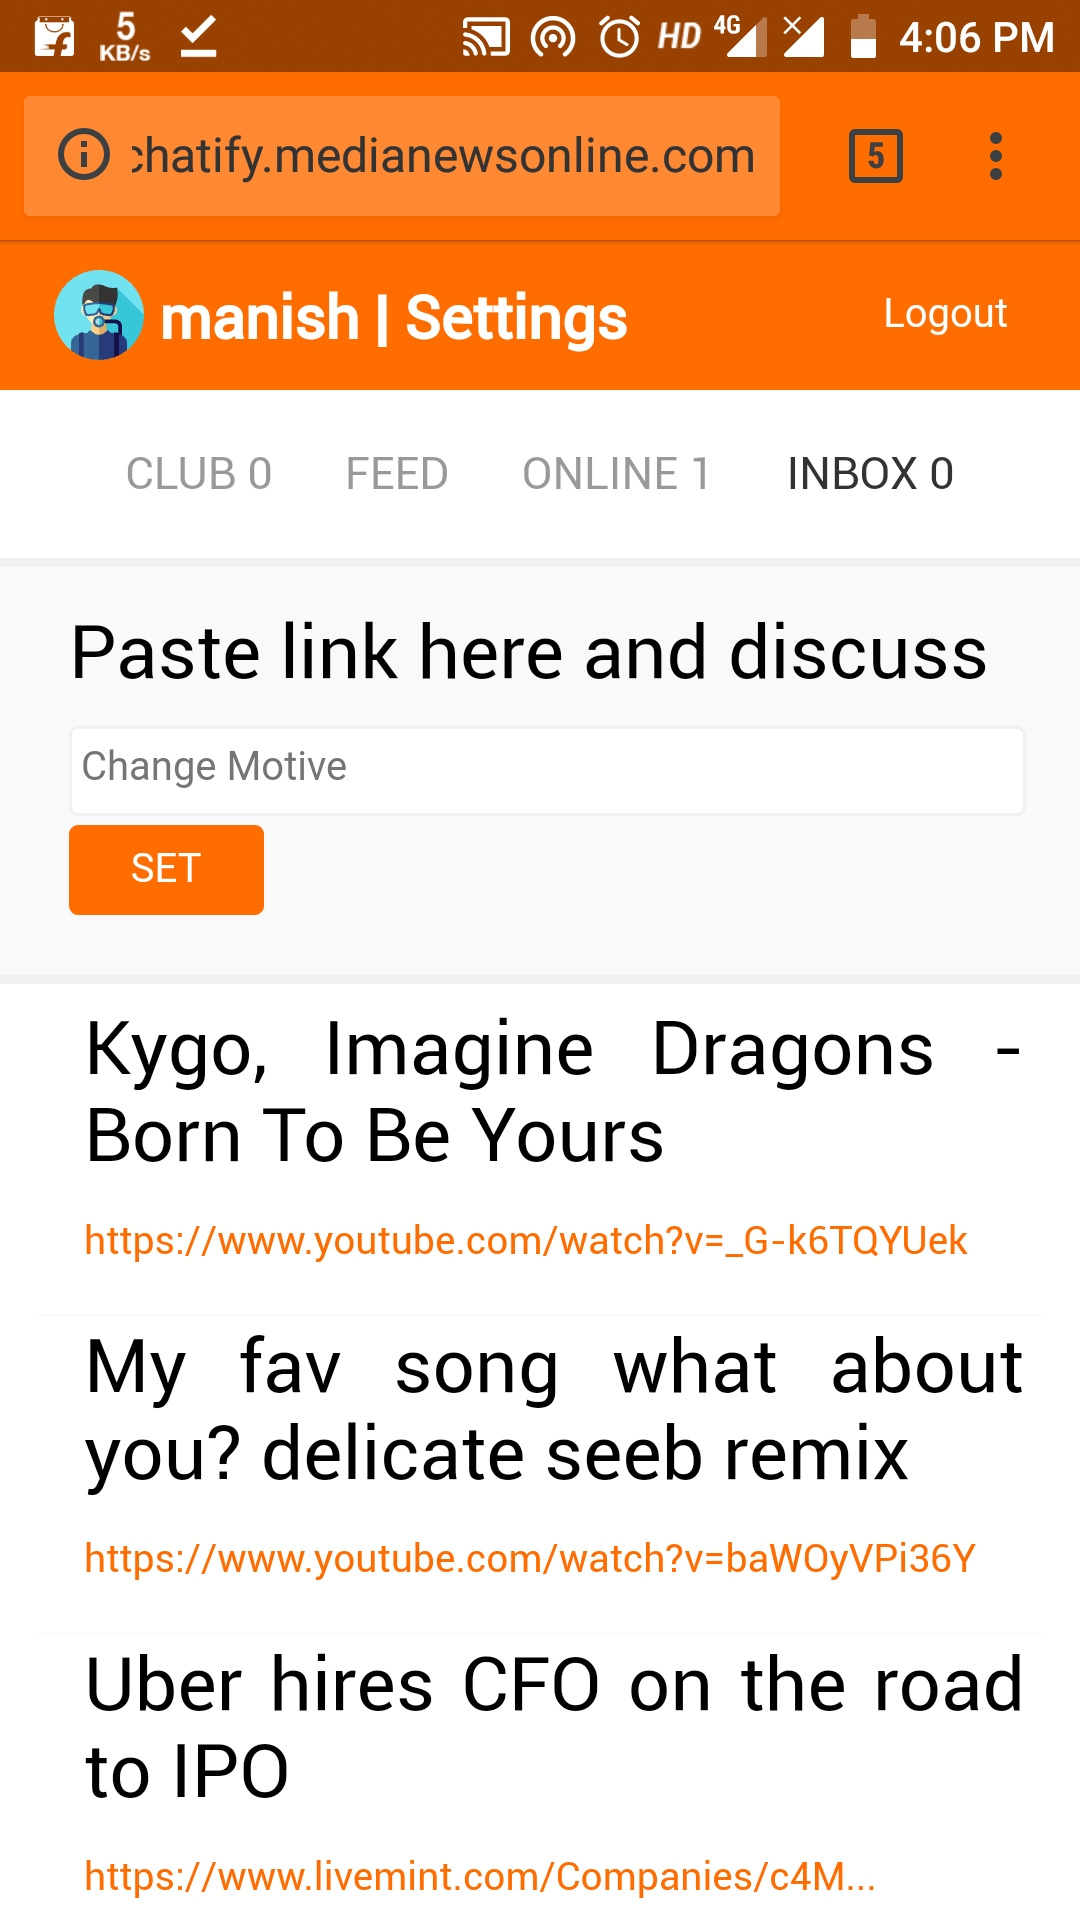 5
KB/s
HD 4G 4:06 PM
chatify.medianewsonline.com
5
manish | Settings
Logout
CLUB 0 FEED ONLINE 1 INBOX 0
Paste link here and discuss
Change Motive
SET
Kygo, Imagine Dragons -
Born To Be Yours
https://www.youtube.com/watch?v=_G-k6TQYUek
My fav song what about
you? delicate seeb remix
https://www.youtube.com/watch?v=baWOyVPi36Y
Uber hires CFO on the road
to IPO
https://www.livemint.com/Companies/c4M...